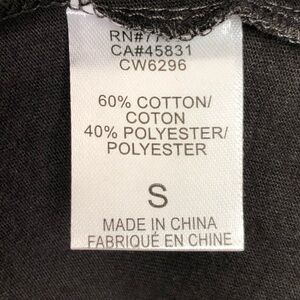 CA#45831
CW6296
60% COTTON/
COTON
40% POLYESTER/
POLYESTER
S
MADE IN CHINA
FABRIQUÉ EN CHINE